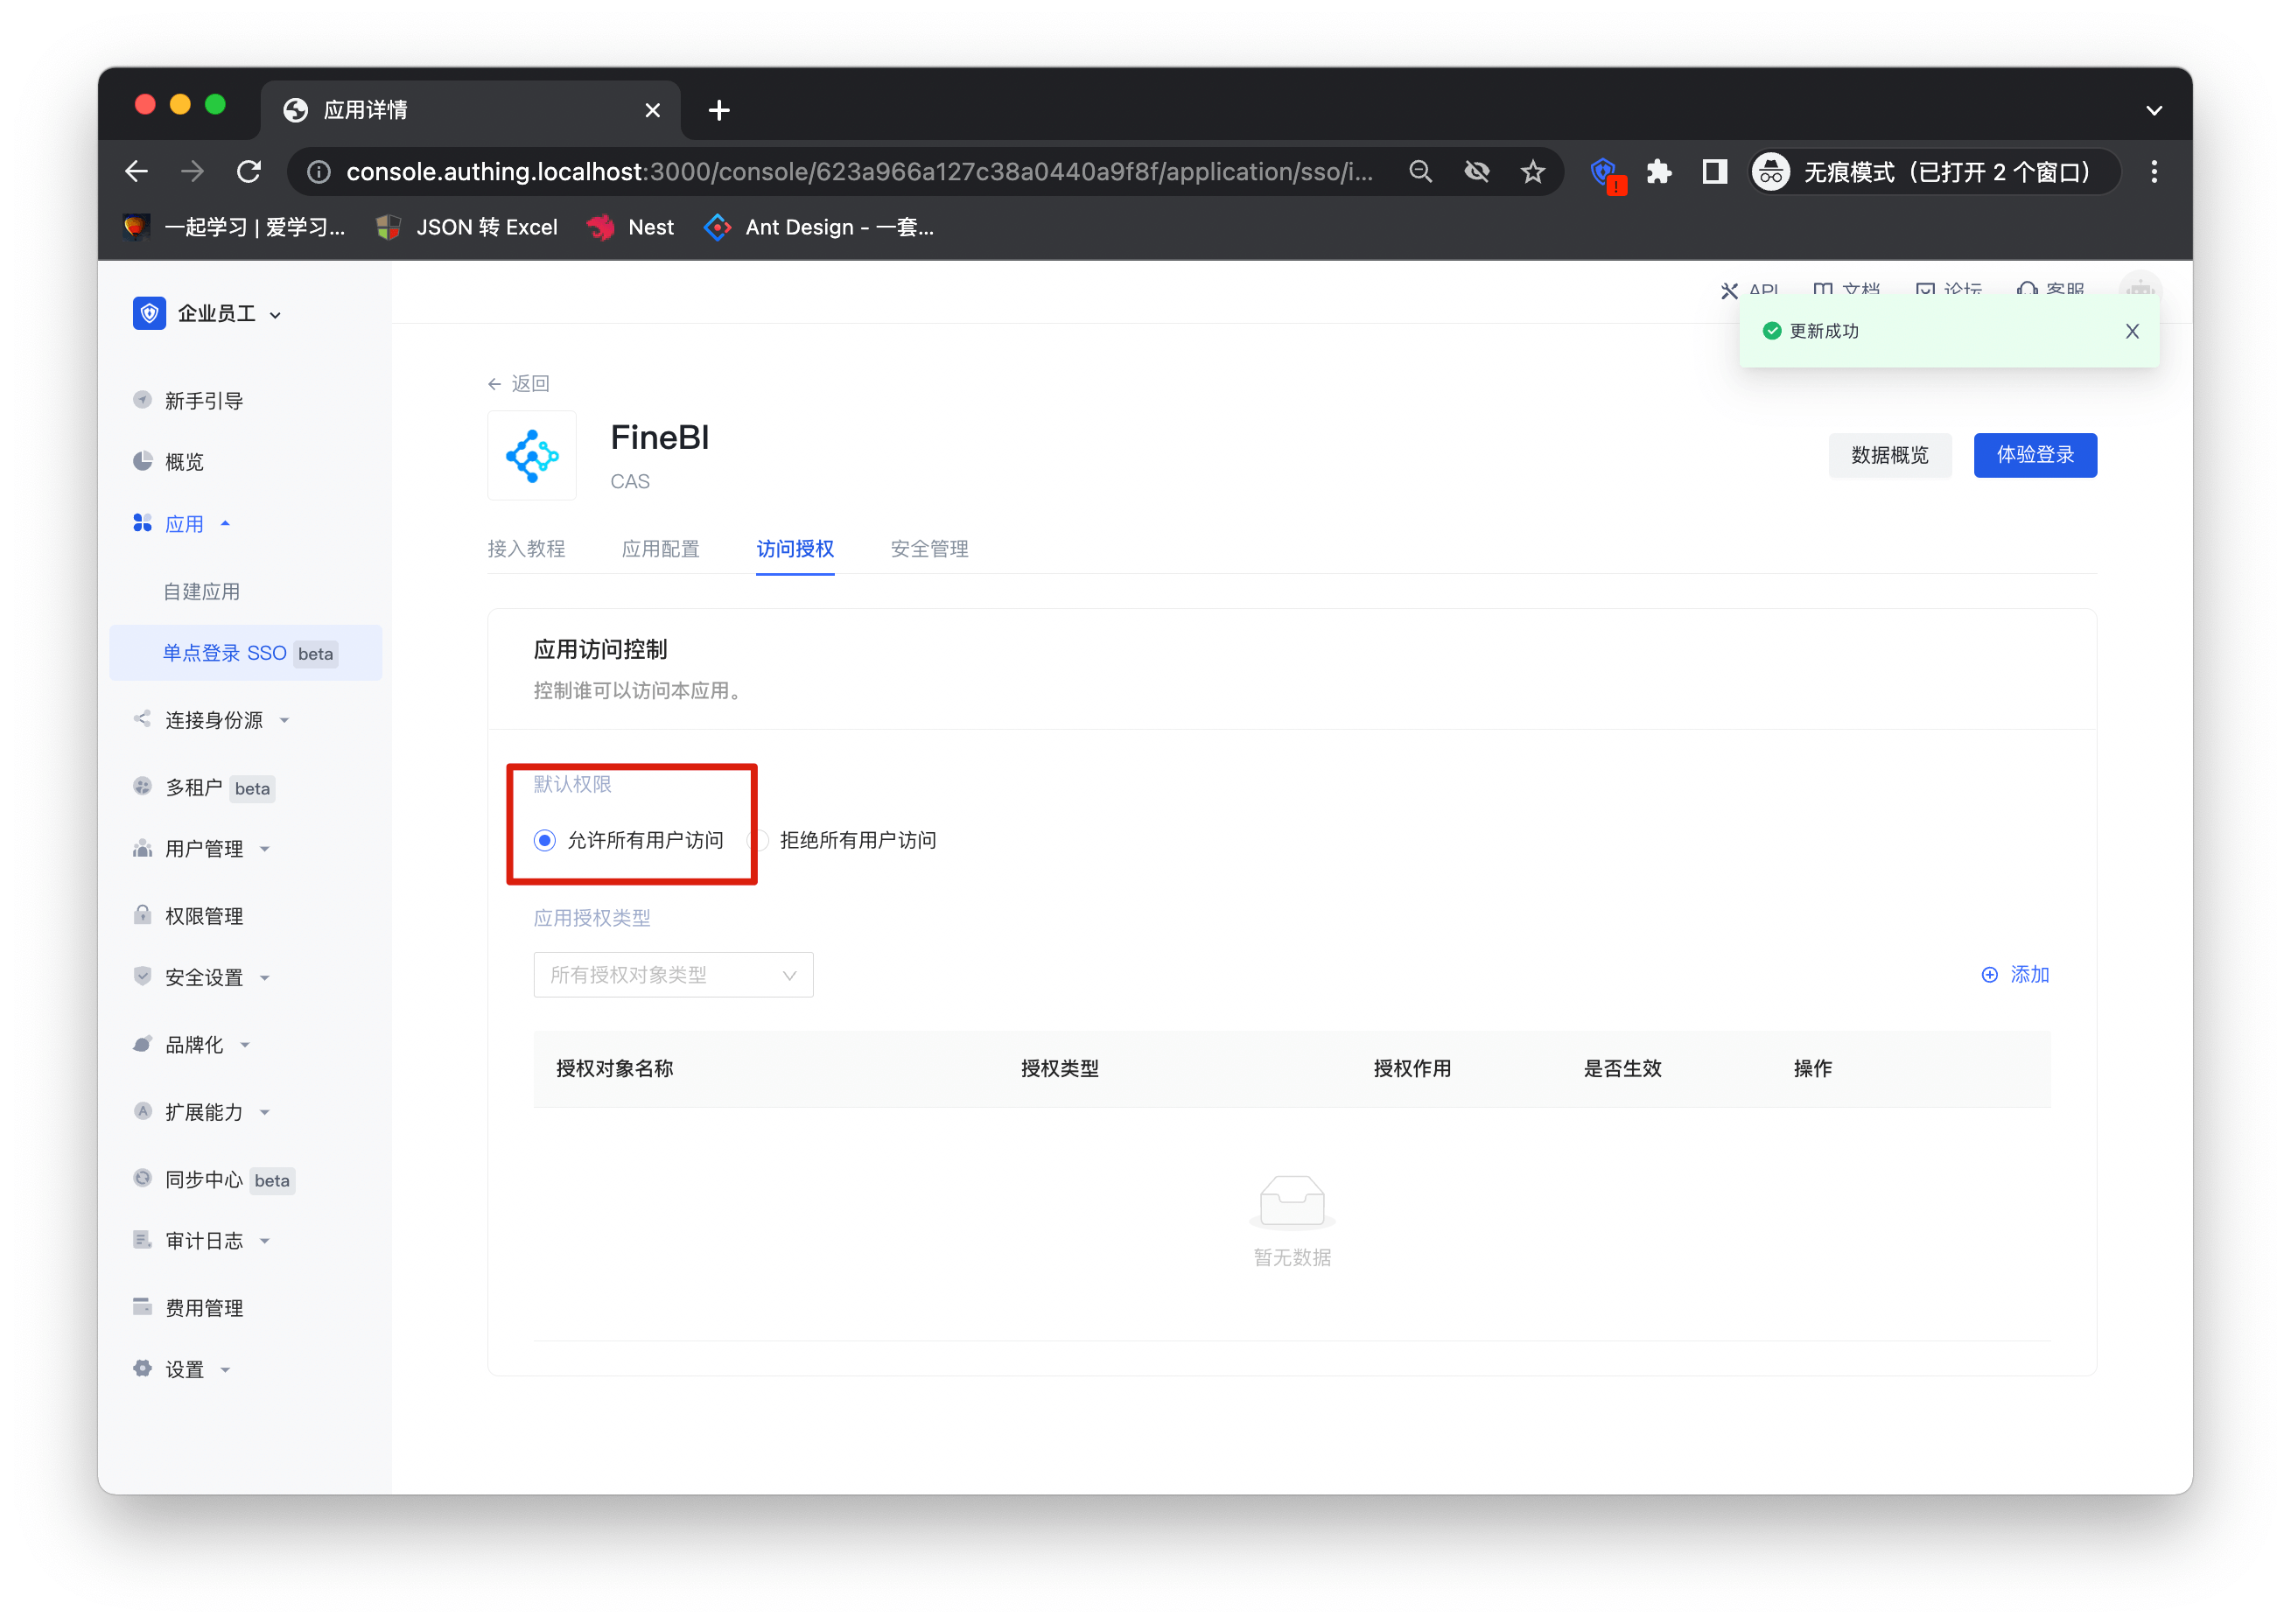 应用详情
console.authing.localhost:3000/console/623a966a127c38a0440a9f8f/application/sso/i...
无痕模式（已打开 2 个窗口）
一起学习 | 爱学习...
JSON 转 Excel
Nest
Ant Design - 一套...
企业员工
API
文档
论坛
客服
更新成功
返回
FineBI
CAS
数据概览
体验登录
接入教程
应用配置
访问授权
安全管理
新手引导
概览
应用
自建应用
单点登录 SSO beta
连接身份源
多租户 beta
用户管理
权限管理
安全设置
品牌化
扩展能力
同步中心 beta
审计日志
费用管理
设置
应用访问控制
控制谁可以访问本应用。
默认权限
允许所有用户访问
拒绝所有用户访问
应用授权类型
所有授权对象类型
添加
授权对象名称
授权类型
授权作用
是否生效
操作
暂无数据